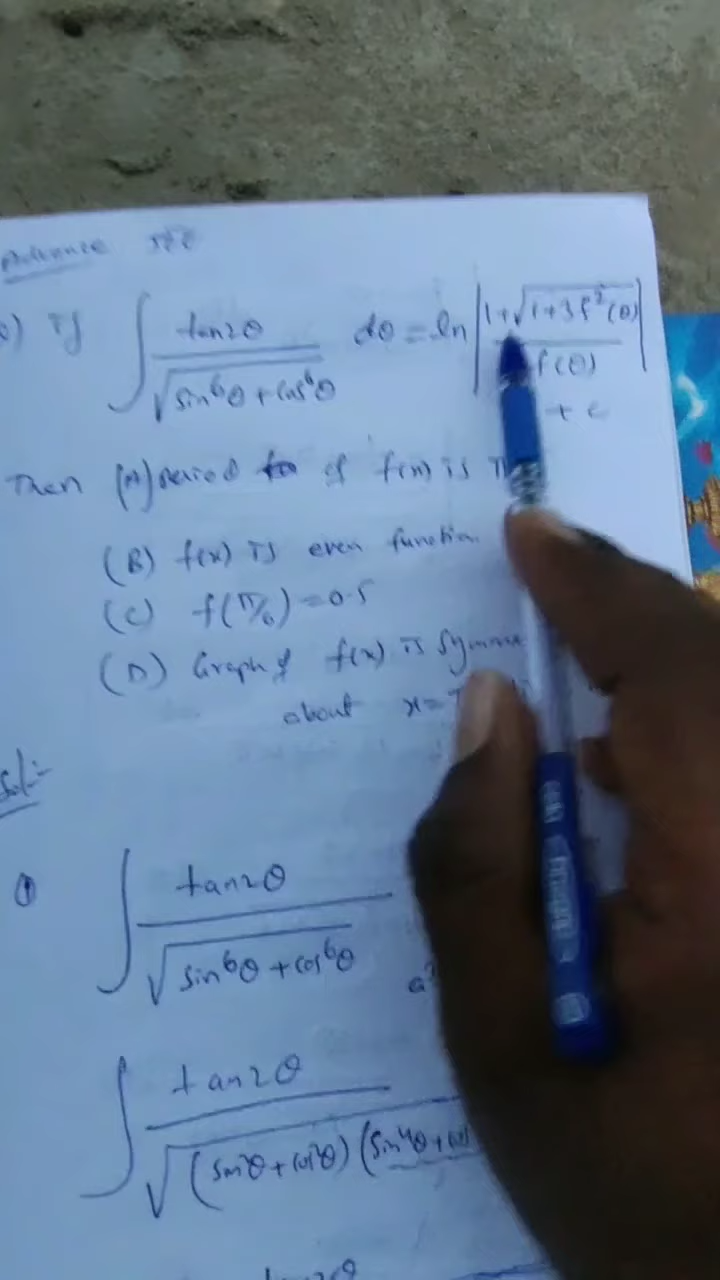 Advance
If ∫ tan2θ / √(sin⁶θ + cos⁶θ) dθ = ln | (1+√(1+3f²(θ))) / f(θ) | + c
Then (A) period of f(x) is π
(B) f(x) is even function
(C) f(π/6) = 0.5
(D) Graph of f(x) is
about x =
Sol:-
① ∫ tan2θ / √(sin⁶θ + cos⁶θ)
∫ tan2θ / √((sin²θ + cos²θ)(sin⁴θ +
tan2θ